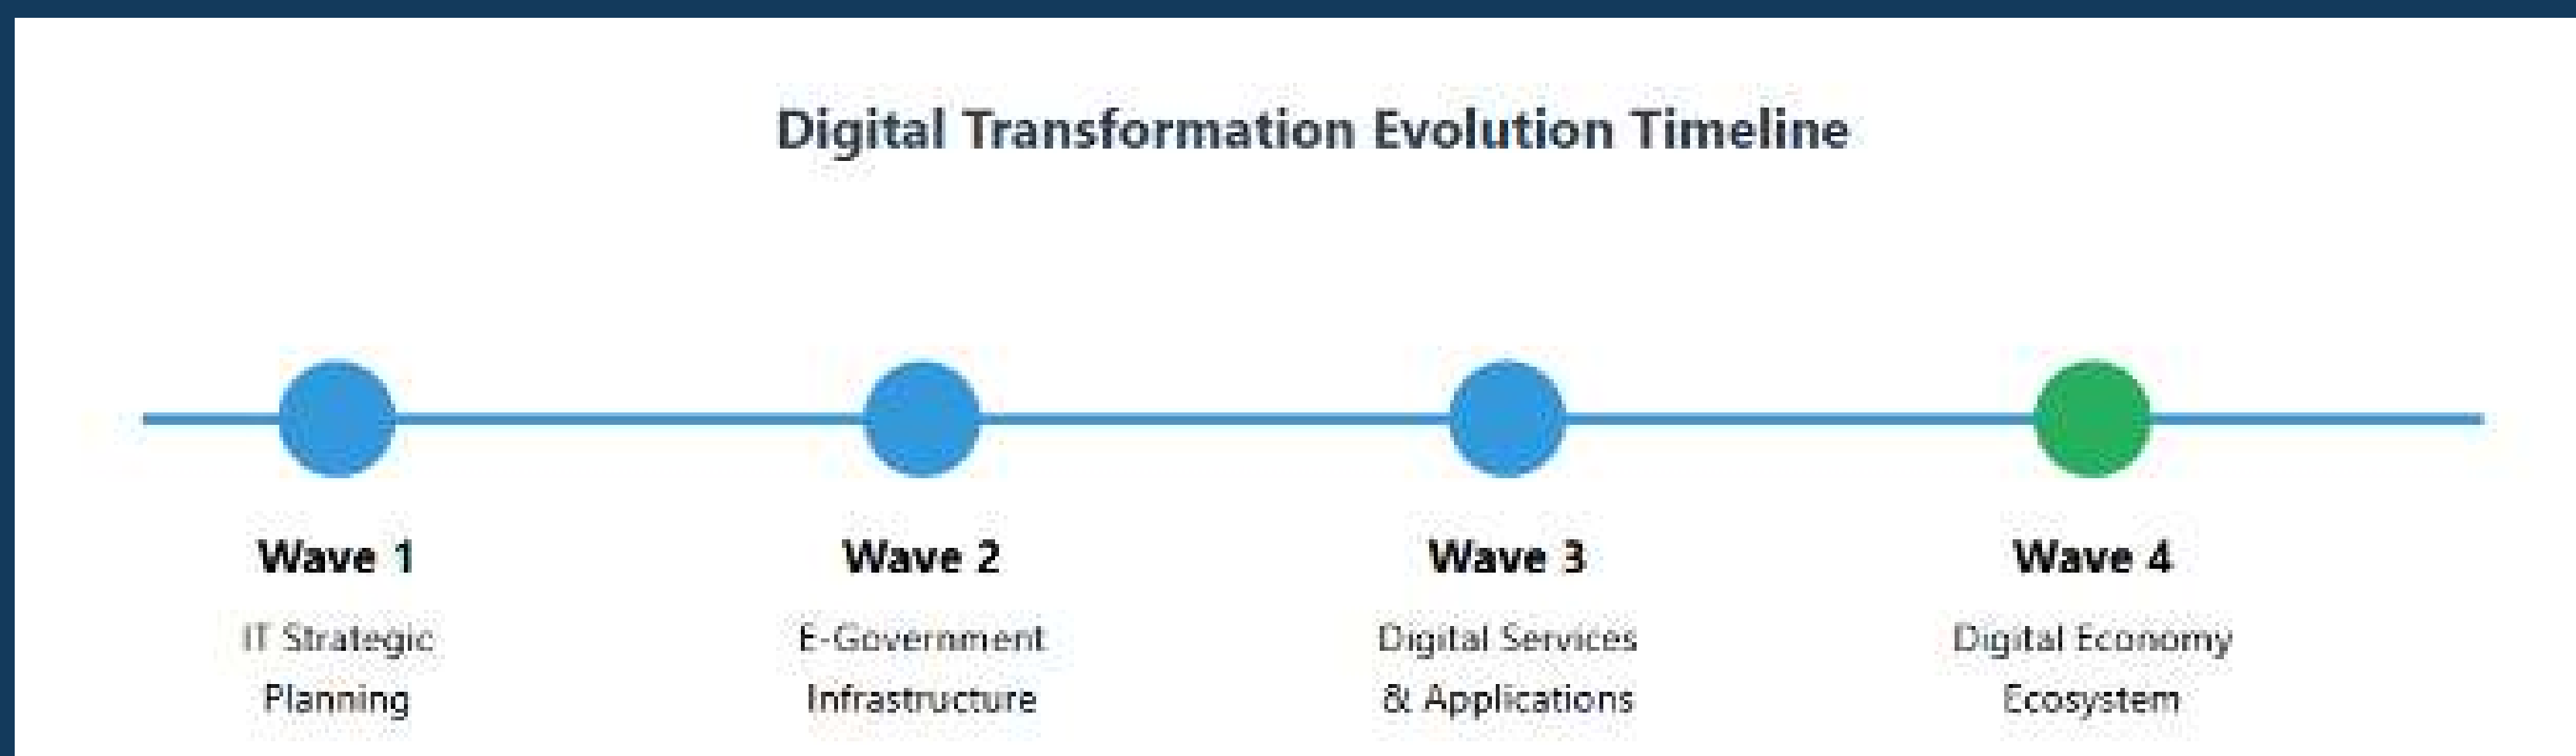 Digital Transformation Evolution Timeline
Wave 1
IT Strategic
Planning
Wave 2
E-Government
Infrastructure
Wave 3
Digital Services
& Applications
Wave 4
Digital Economy
Ecosystem